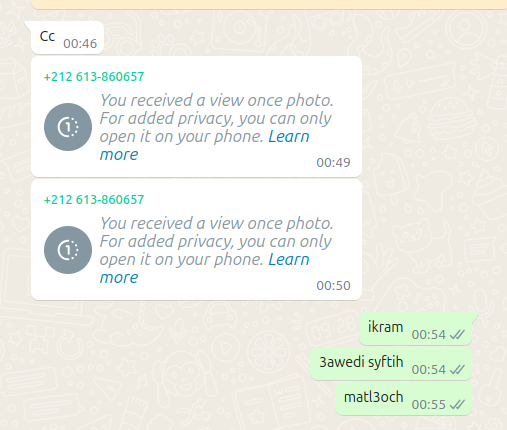 Cc 00:46
+212 613-860657
You received a view once photo.
For added privacy, you can only
open it on your phone. Learn
more
00:49
+212 613-860657
You received a view once photo.
For added privacy, you can only
open it on your phone. Learn
more
00:50
ikram 00:54
3awedi syftih 00:54
matl3och 00:55